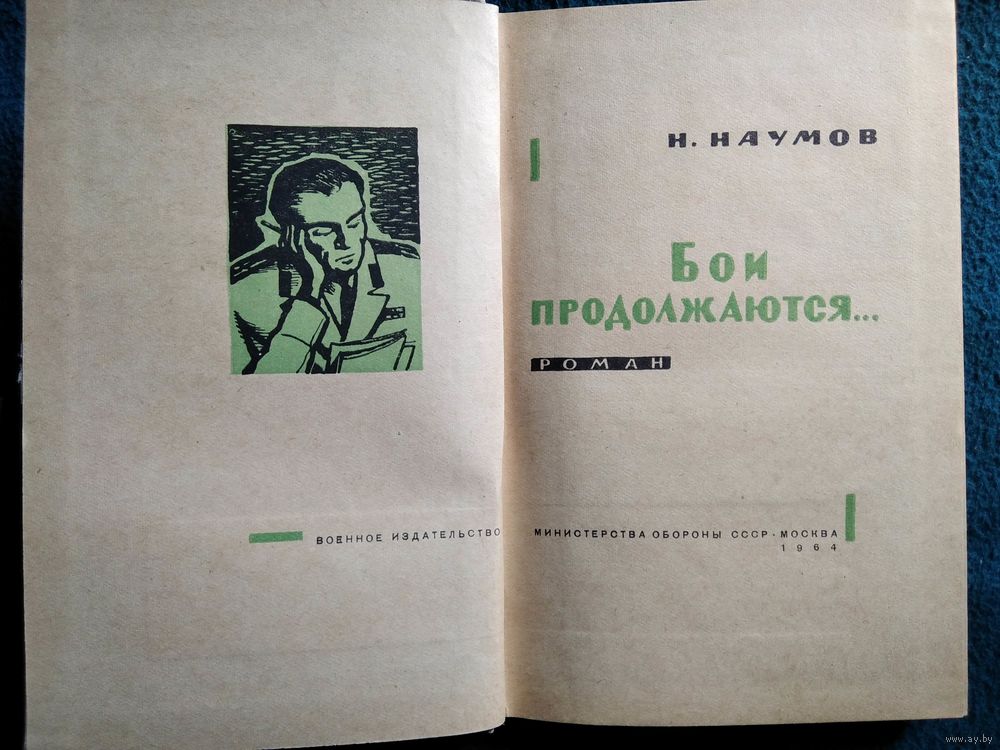 Н. НАУМОВ
Бои
ПРОДОЛЖАЮТСЯ...
РОМАН
ВОЕННОЕ ИЗДАТЕЛЬСТВО МИНИСТЕРСТВА ОБОРОНЫ СССР · МОСКВА
1964
www.ay.by